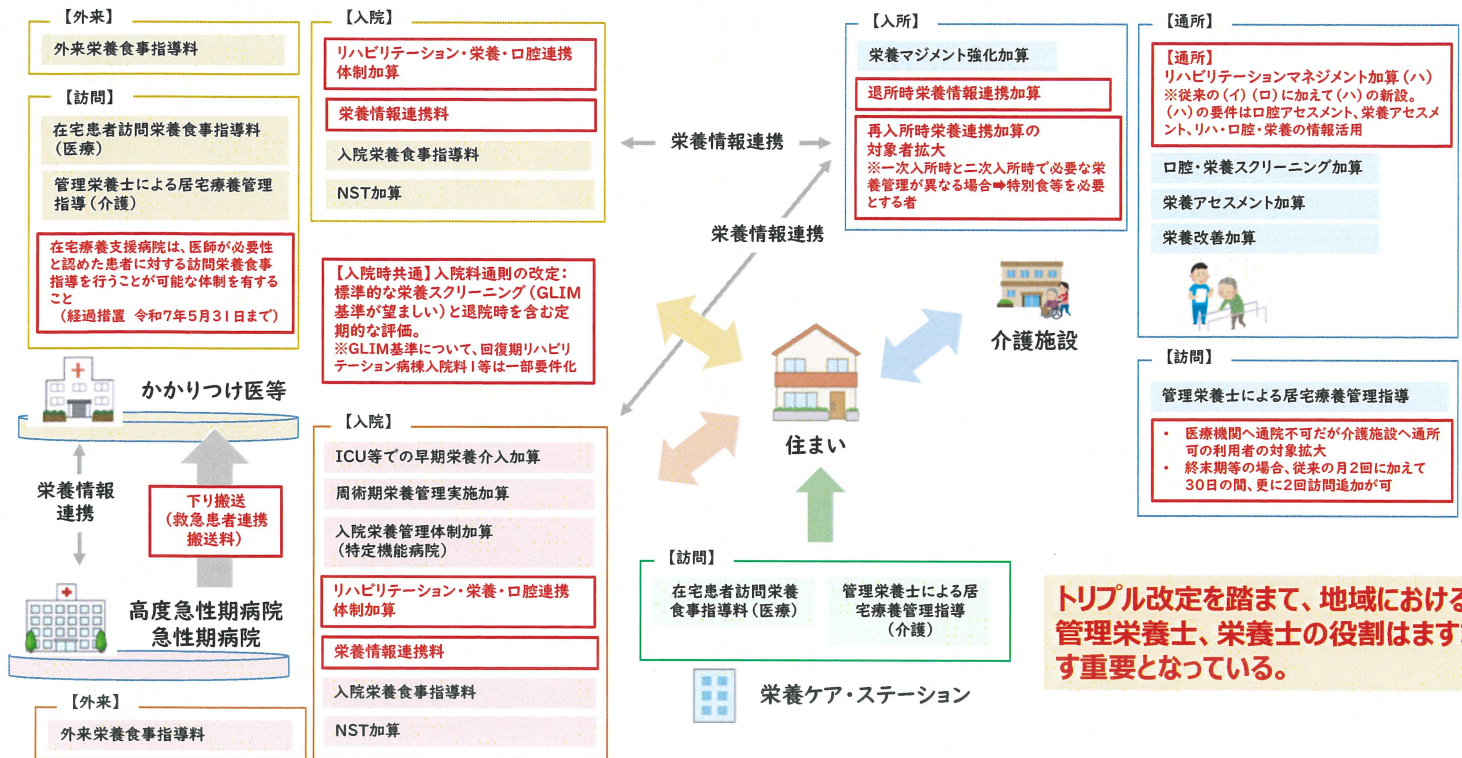 【外来】
外来栄養食事指導料
【訪問】
在宅患者訪問栄養食事指導料
(医療)
管理栄養士による居宅療養管理
指導(介護)
在宅療養支援病院は、医師が必要性
と認めた患者に対する訪問栄養食事
指導を行うことが可能な体制を有する
こと
(経過措置 令和7年5月31日まで)
かかりつけ医等
栄養情報
連携
下り搬送
(救急患者連携
搬送料)
高度急性期病院
急性期病院
【外来】
外来栄養食事指導料
【入院】
リハビリテーション・栄養・口腔連携
体制加算
栄養情報連携料
入院栄養食事指導料
NST加算
【入院時共通】入院料通則の改定:
標準的な栄養スクリーニング(GLIM
基準が望ましい)と退院時を含む定
期的な評価。
※GLIM基準について、回復期リハビリ
テーション病棟入院料1等は一部要件化
【入院】
ICU等での早期栄養介入加算
周術期栄養管理実施加算
入院栄養管理体制加算
(特定機能病院)
リハビリテーション・栄養・口腔連携
体制加算
栄養情報連携料
入院栄養食事指導料
NST加算
栄養情報連携
栄養情報連携
住まい
【訪問】
在宅患者訪問栄養
食事指導料(医療)
管理栄養士による居
宅療養管理指導
(介護)
栄養ケア・ステーション
【入所】
栄養マジメント強化加算
退所時栄養情報連携加算
再入所時栄養連携加算の
対象者拡大
※一次入所時と二次入所時で必要な栄
養管理が異なる場合➡特別食等を必要
とする者
介護施設
【通所】
【通所】
リハビリテーションマネジメント加算(ハ)
※従来の(イ)(ロ)に加えて(ハ)の新設。
(ハ)の要件は口腔アセスメント、栄養アセスメ
ント、リハ・口腔・栄養の情報活用
口腔・栄養スクリーニング加算
栄養アセスメント加算
栄養改善加算
【訪問】
管理栄養士による居宅療養管理指導
・ 医療機関へ通院不可だが介護施設へ通所
可の利用者の対象拡大
・ 終末期等の場合、従来の月2回に加えて
30日の間、更に2回訪問追加が可
トリプル改定を踏まて、地域における
管理栄養士、栄養士の役割はますま
す重要となっている。